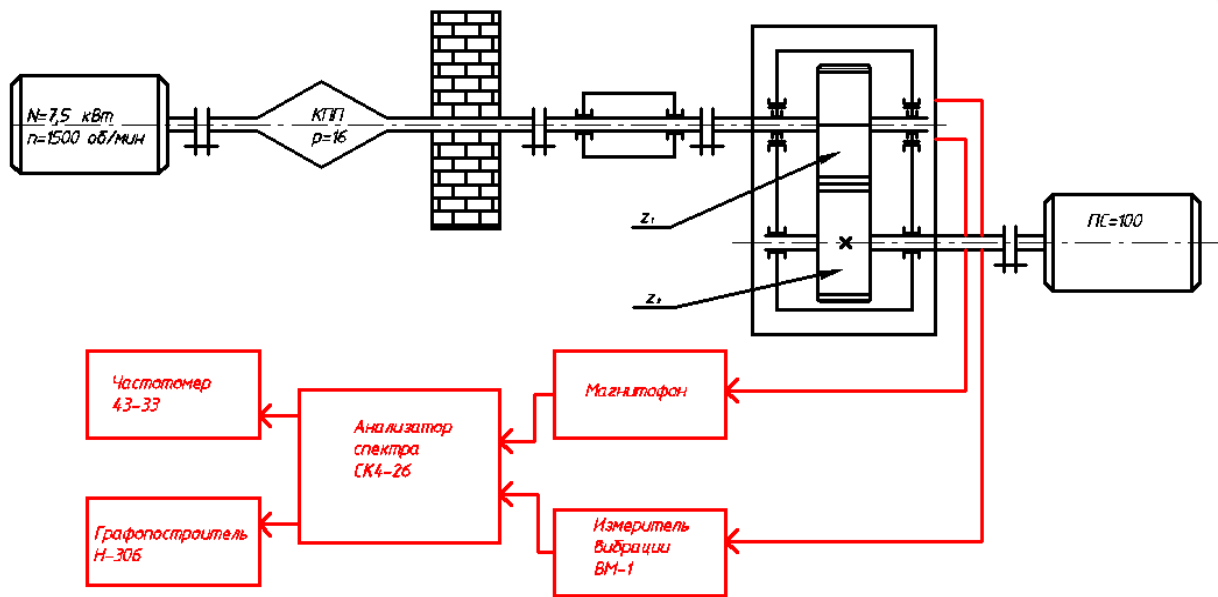 N=7,5 кВт
n=1500 об/мин
КПП
p=16
ПС=100
z₁
z₂
Частотомер
43-33
Анализатор
спектра
СК4-26
Магнитофон
Графопостроитель
Н-306
Измеритель
вибрации
ВМ-1